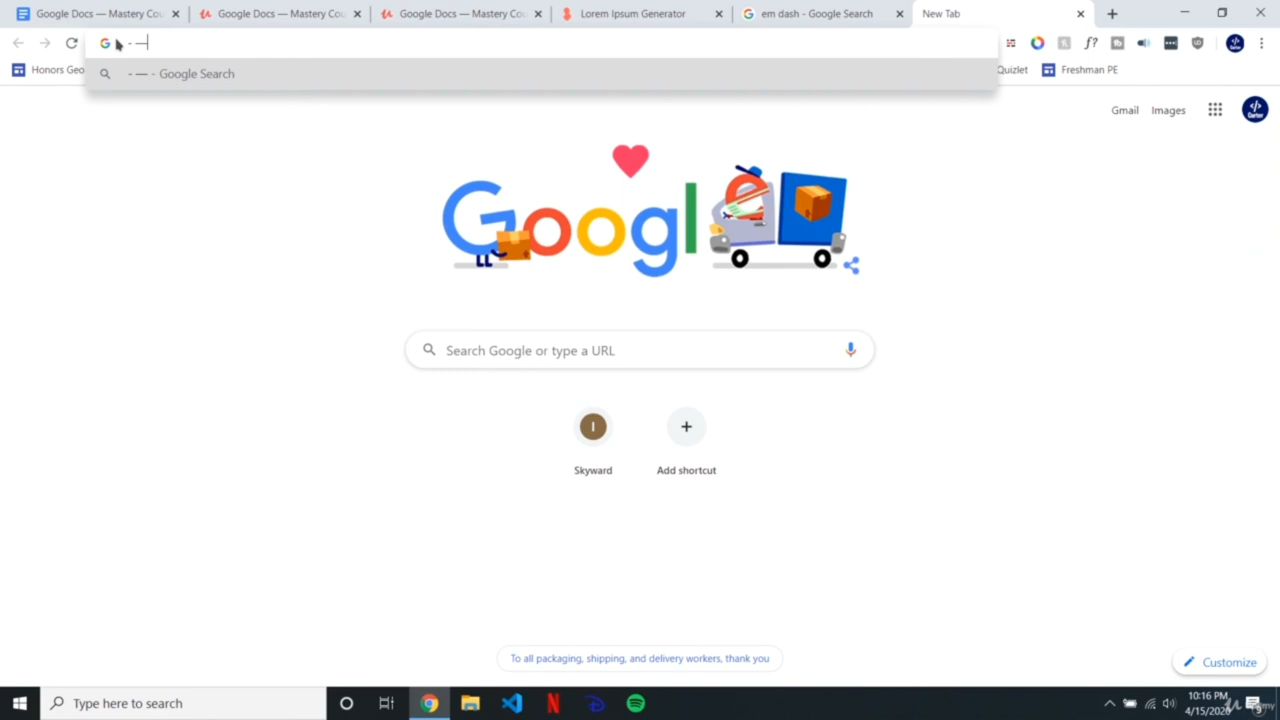 Google Docs — Mastery Cou
Google Docs — Mastery Cou
Google Docs — Mastery Cou
Lorem Ipsum Generator
em dash - Google Search
New Tab
- —
- — - Google Search
Honors Geo
Quizlet
Freshman PE
Gmail
Images
Google
Search Google or type a URL
I
Skyward
Add shortcut
To all packaging, shipping, and delivery workers, thank you
Customize
Type here to search
10:16 PM
4/15/2020